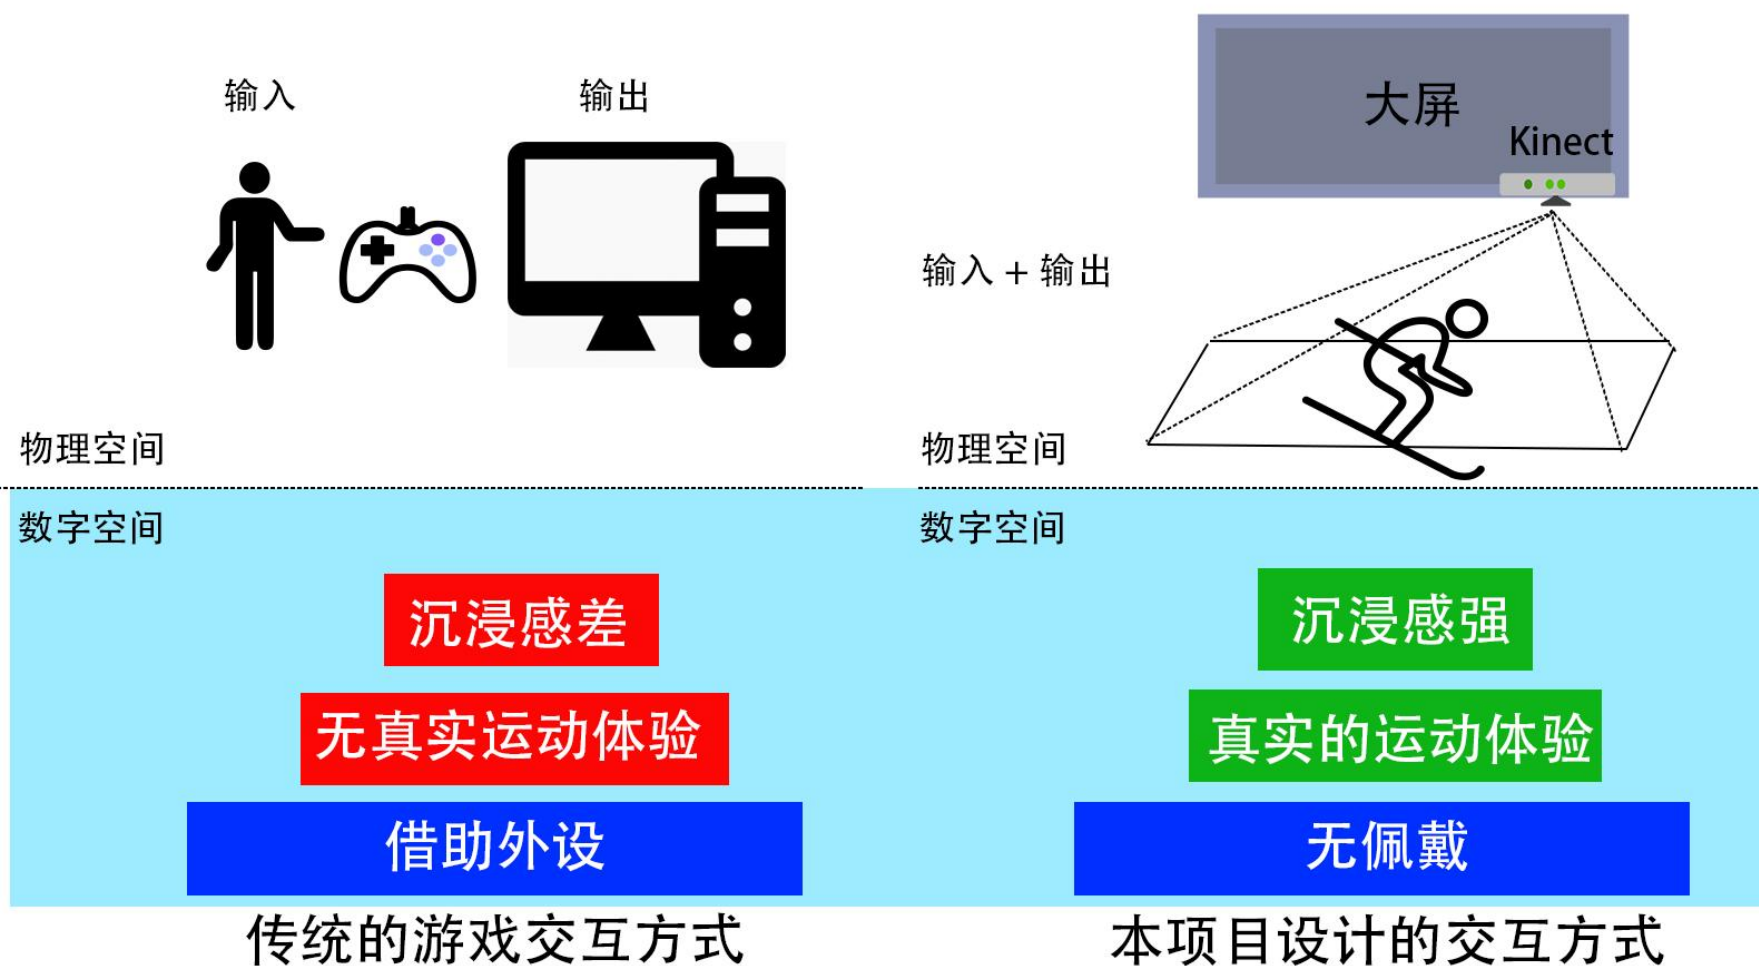 输入
输出
物理空间
数字空间
沉浸感差
无真实运动体验
借助外设
传统的游戏交互方式
大屏
Kinect
输入 + 输出
物理空间
数字空间
沉浸感强
真实的运动体验
无佩戴
本项目设计的交互方式